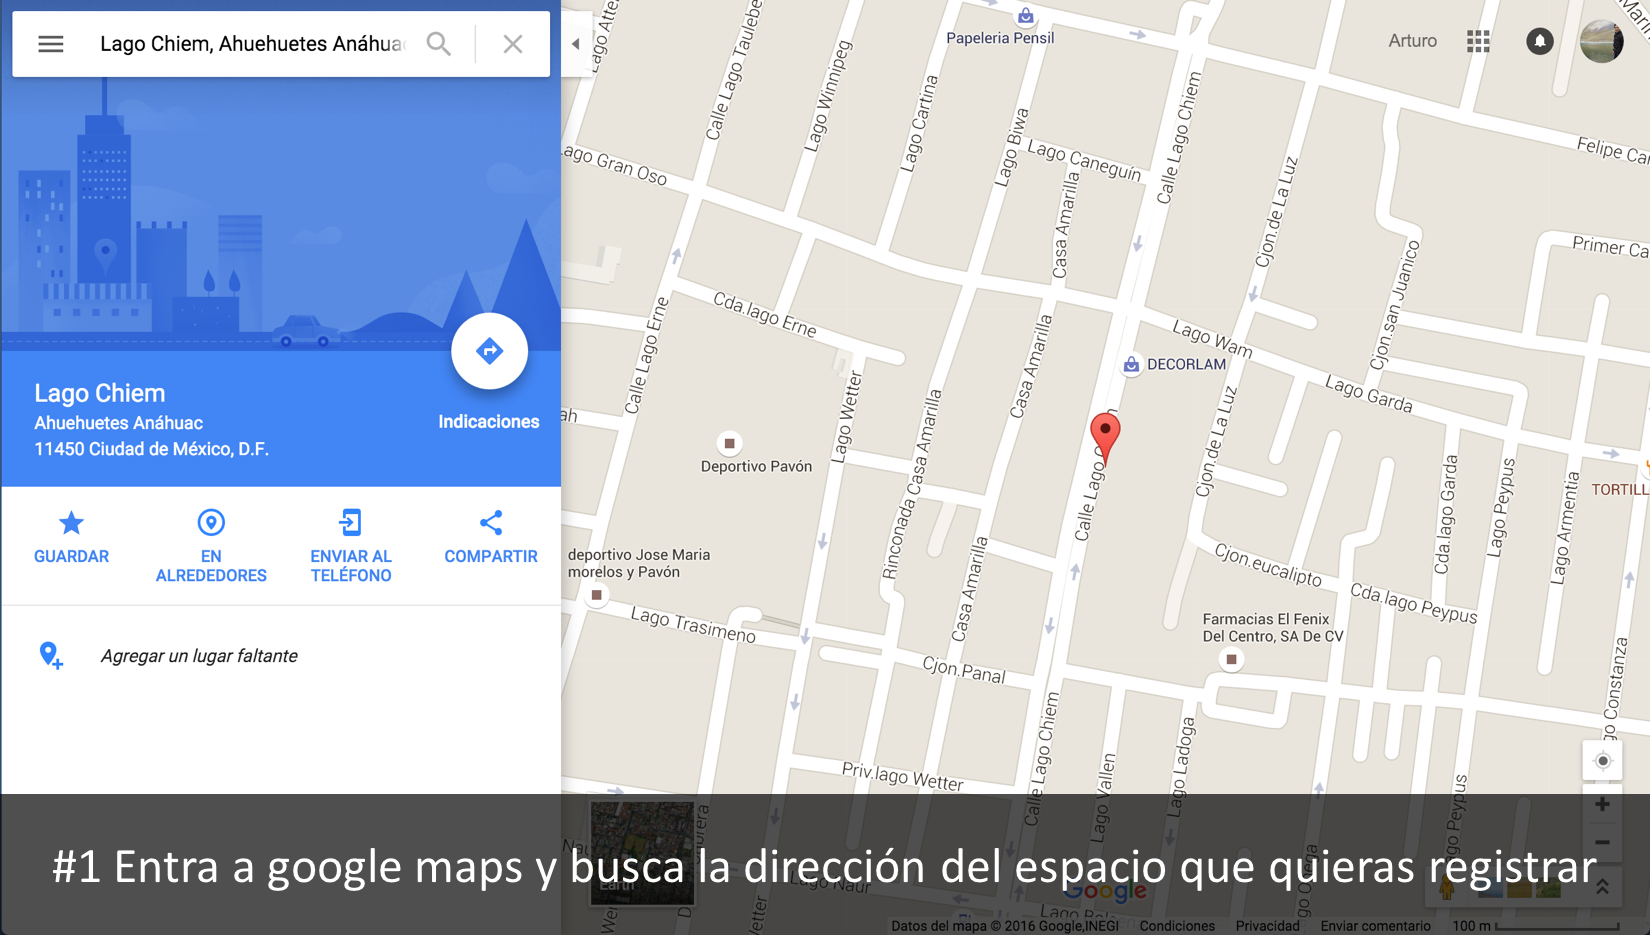 Lago Chiem, Ahuehuetes Anáhuac
Lago Chiem
Ahuehuetes Anáhuac
11450 Ciudad de México, D.F.
Indicaciones
GUARDAR
EN
ALREDEDORES
ENVIAR AL
TELÉFONO
COMPARTIR
Agregar un lugar faltante
Arturo
Papeleria Pensil
Calle Lago Winnipeg
Lago Cartina
Lago Biwa
Calle Lago Chiem
Lago Caneguín
Lago Gran Oso
Casa Amarilla
Cjon.de La Luz
Cjon.san Juanico
Primer Ca
Felipe Car
Cda.lago Erne
Calle Lago Erne
Lago Wam
DECORLAM
Casa Amarilla
Lago Garda
Lago Wetter
Rinconada Casa Amarilla
Cjon.de La Luz
Deportivo Pavón
Calle Lago
TORTILL
Cda.lago Garda
Lago Peypus
Lago Armentia
deportivo Jose Maria
morelos y Pavón
Casa Amarilla
Cjon.eucalipto
Cda.lago Peypus
Lago Trasimeno
Farmacias El Fenix
Del Centro, SA De CV
Cjon.Panal
Calle Lago Chiem
Lago Ladoga
Lago Vallen
Priv.lago Wetter
go Constanza
Peypus
#1 Entra a google maps y busca la dirección del espacio que quieras registrar
Earth
Lago Naur
Google
Datos del mapa © 2016 Google,INEGI
Condiciones
Privacidad
Enviar comentario
100 m